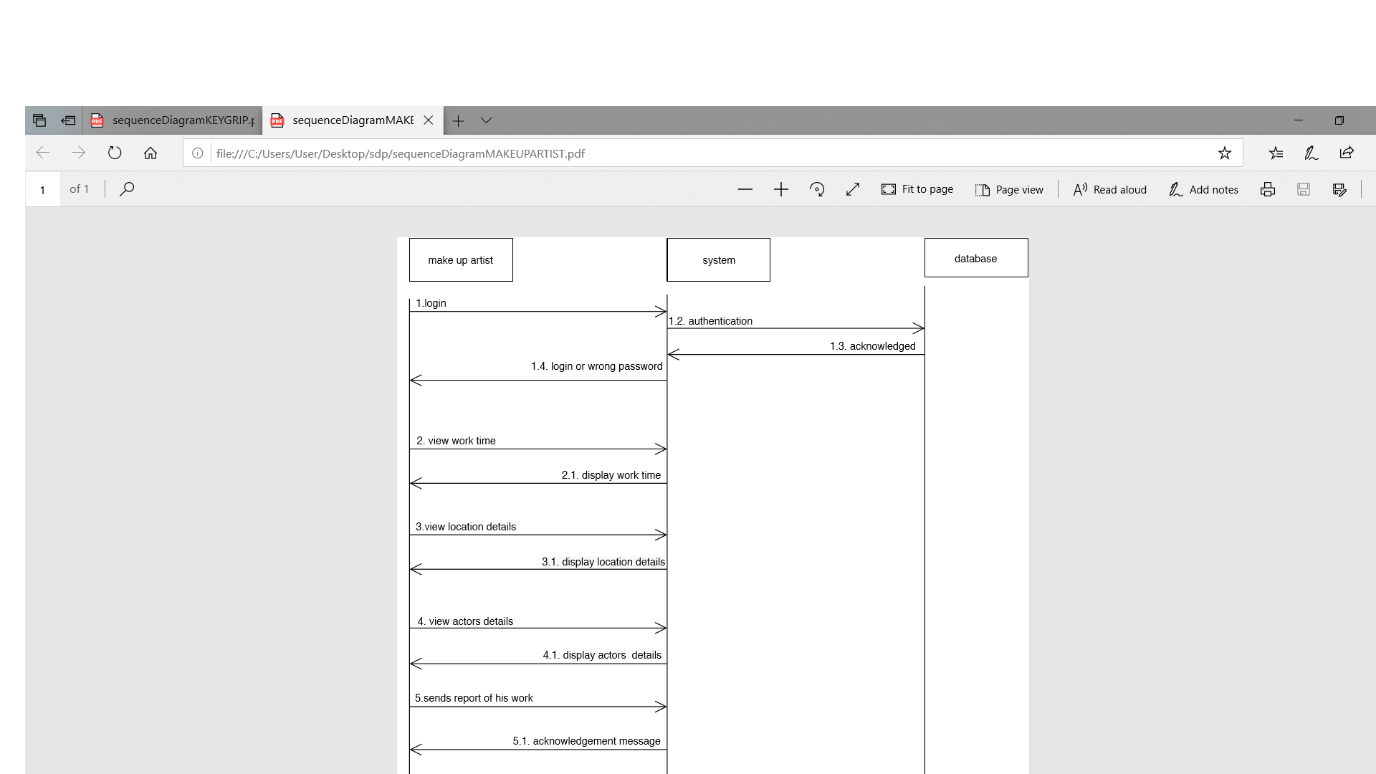 sequenceDiagramKEYGRIP.p
sequenceDiagramMAKE
file:///C:/Users/User/Desktop/sdp/sequenceDiagramMAKEUPARTIST.pdf
1 of 1
Fit to page
Page view
Read aloud
Add notes
make up artist
system
database
1.login
1.2. authentication
1.3. acknowledged
1.4. login or wrong password
2. view work time
2.1. display work time
3.view location details
3.1. display location details
4. view actors details
4.1. display actors  details
5.sends report of his work
5.1. acknowledgement message